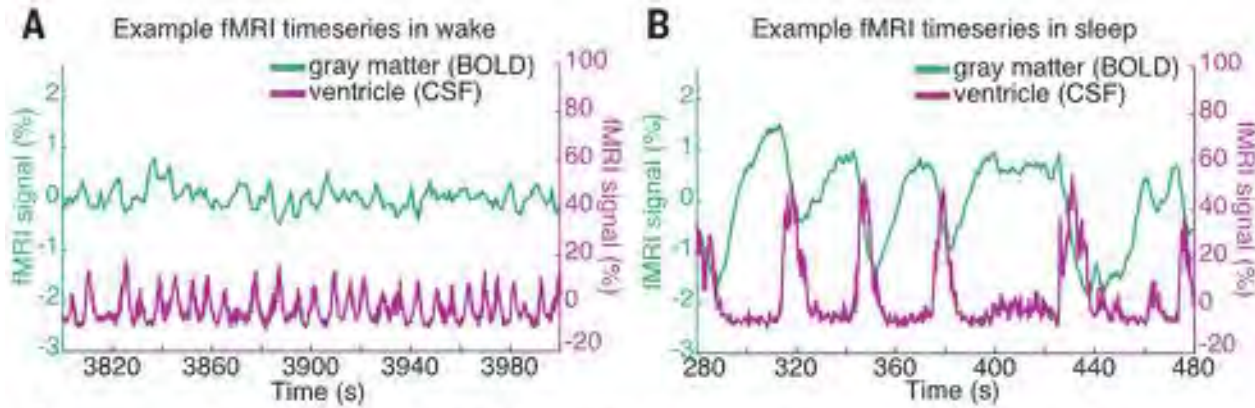 A Example fMRI timeseries in wake
gray matter (BOLD)
ventricle (CSF)
fMRI signal (%)
2
1
0
-1
-2
-3
100
80
60
40
20
0
-20
fMRI signal (%)
3820 3860 3900 3940 3980
Time (s)
B Example fMRI timeseries in sleep
gray matter (BOLD)
ventricle (CSF)
fMRI signal (%)
2
1
0
-1
-2
-3
100
80
60
40
20
0
-20
fMRI signal (%)
280 320 360 400 440 480
Time (s)